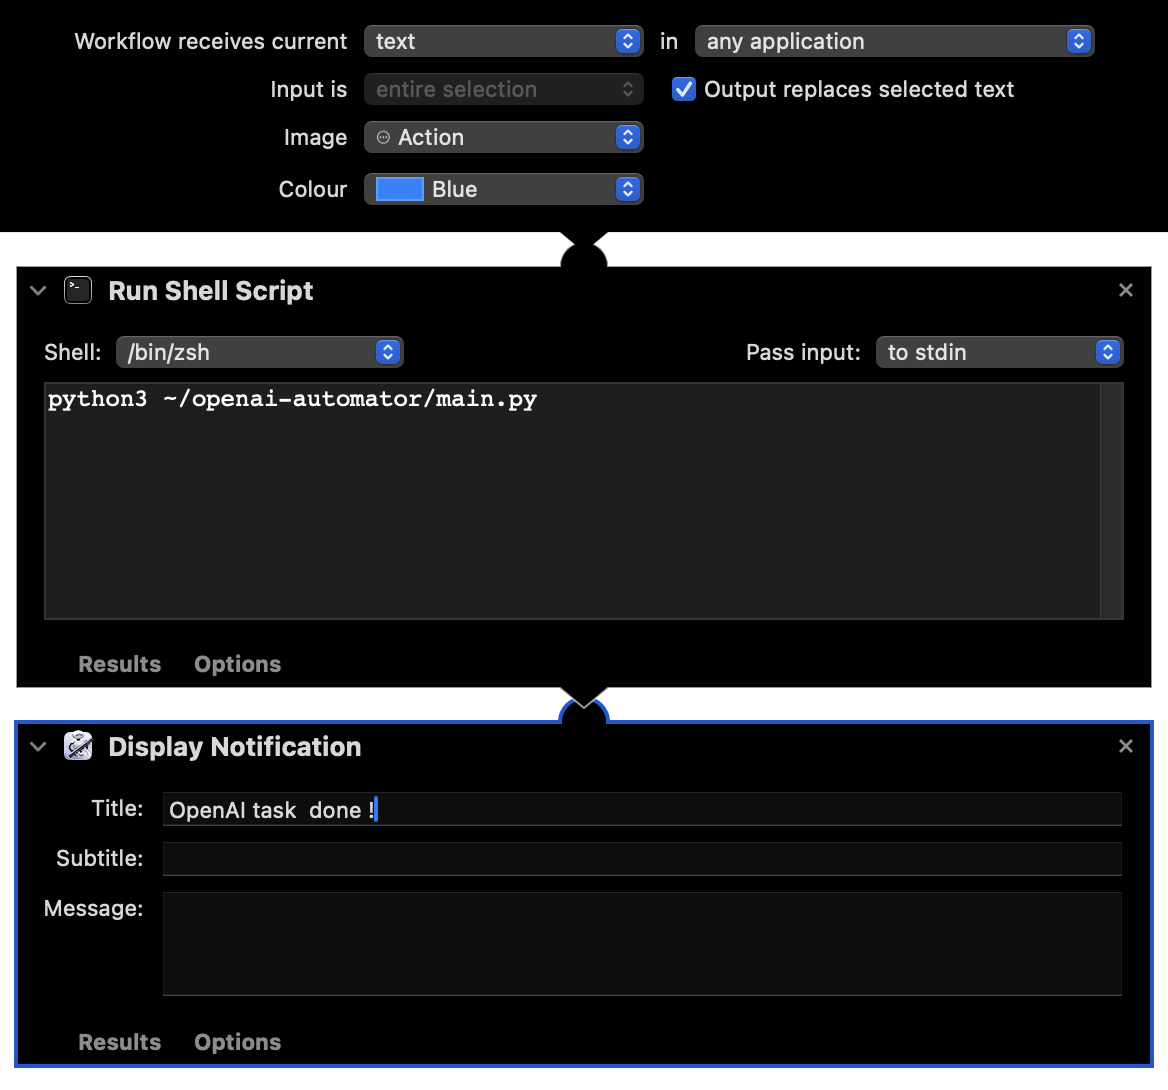 Workflow receives current text in any application
Input is entire selection Output replaces selected text
Image Action
Colour Blue
Run Shell Script
Shell: /bin/zsh Pass input: to stdin
python3 ~/openai-automator/main.py
Results Options
Display Notification
Title: OpenAI task  done !
Subtitle:
Message:
Results Options